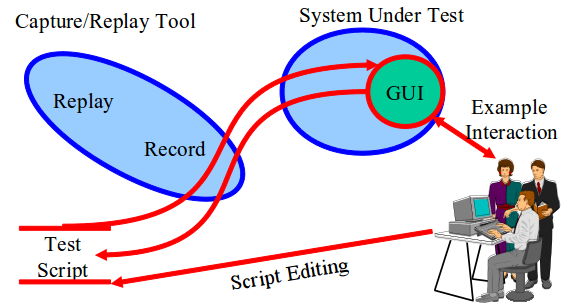 Capture/Replay Tool
System Under Test
Replay
Record
GUI
Example
Interaction
Test
Script
Script Editing